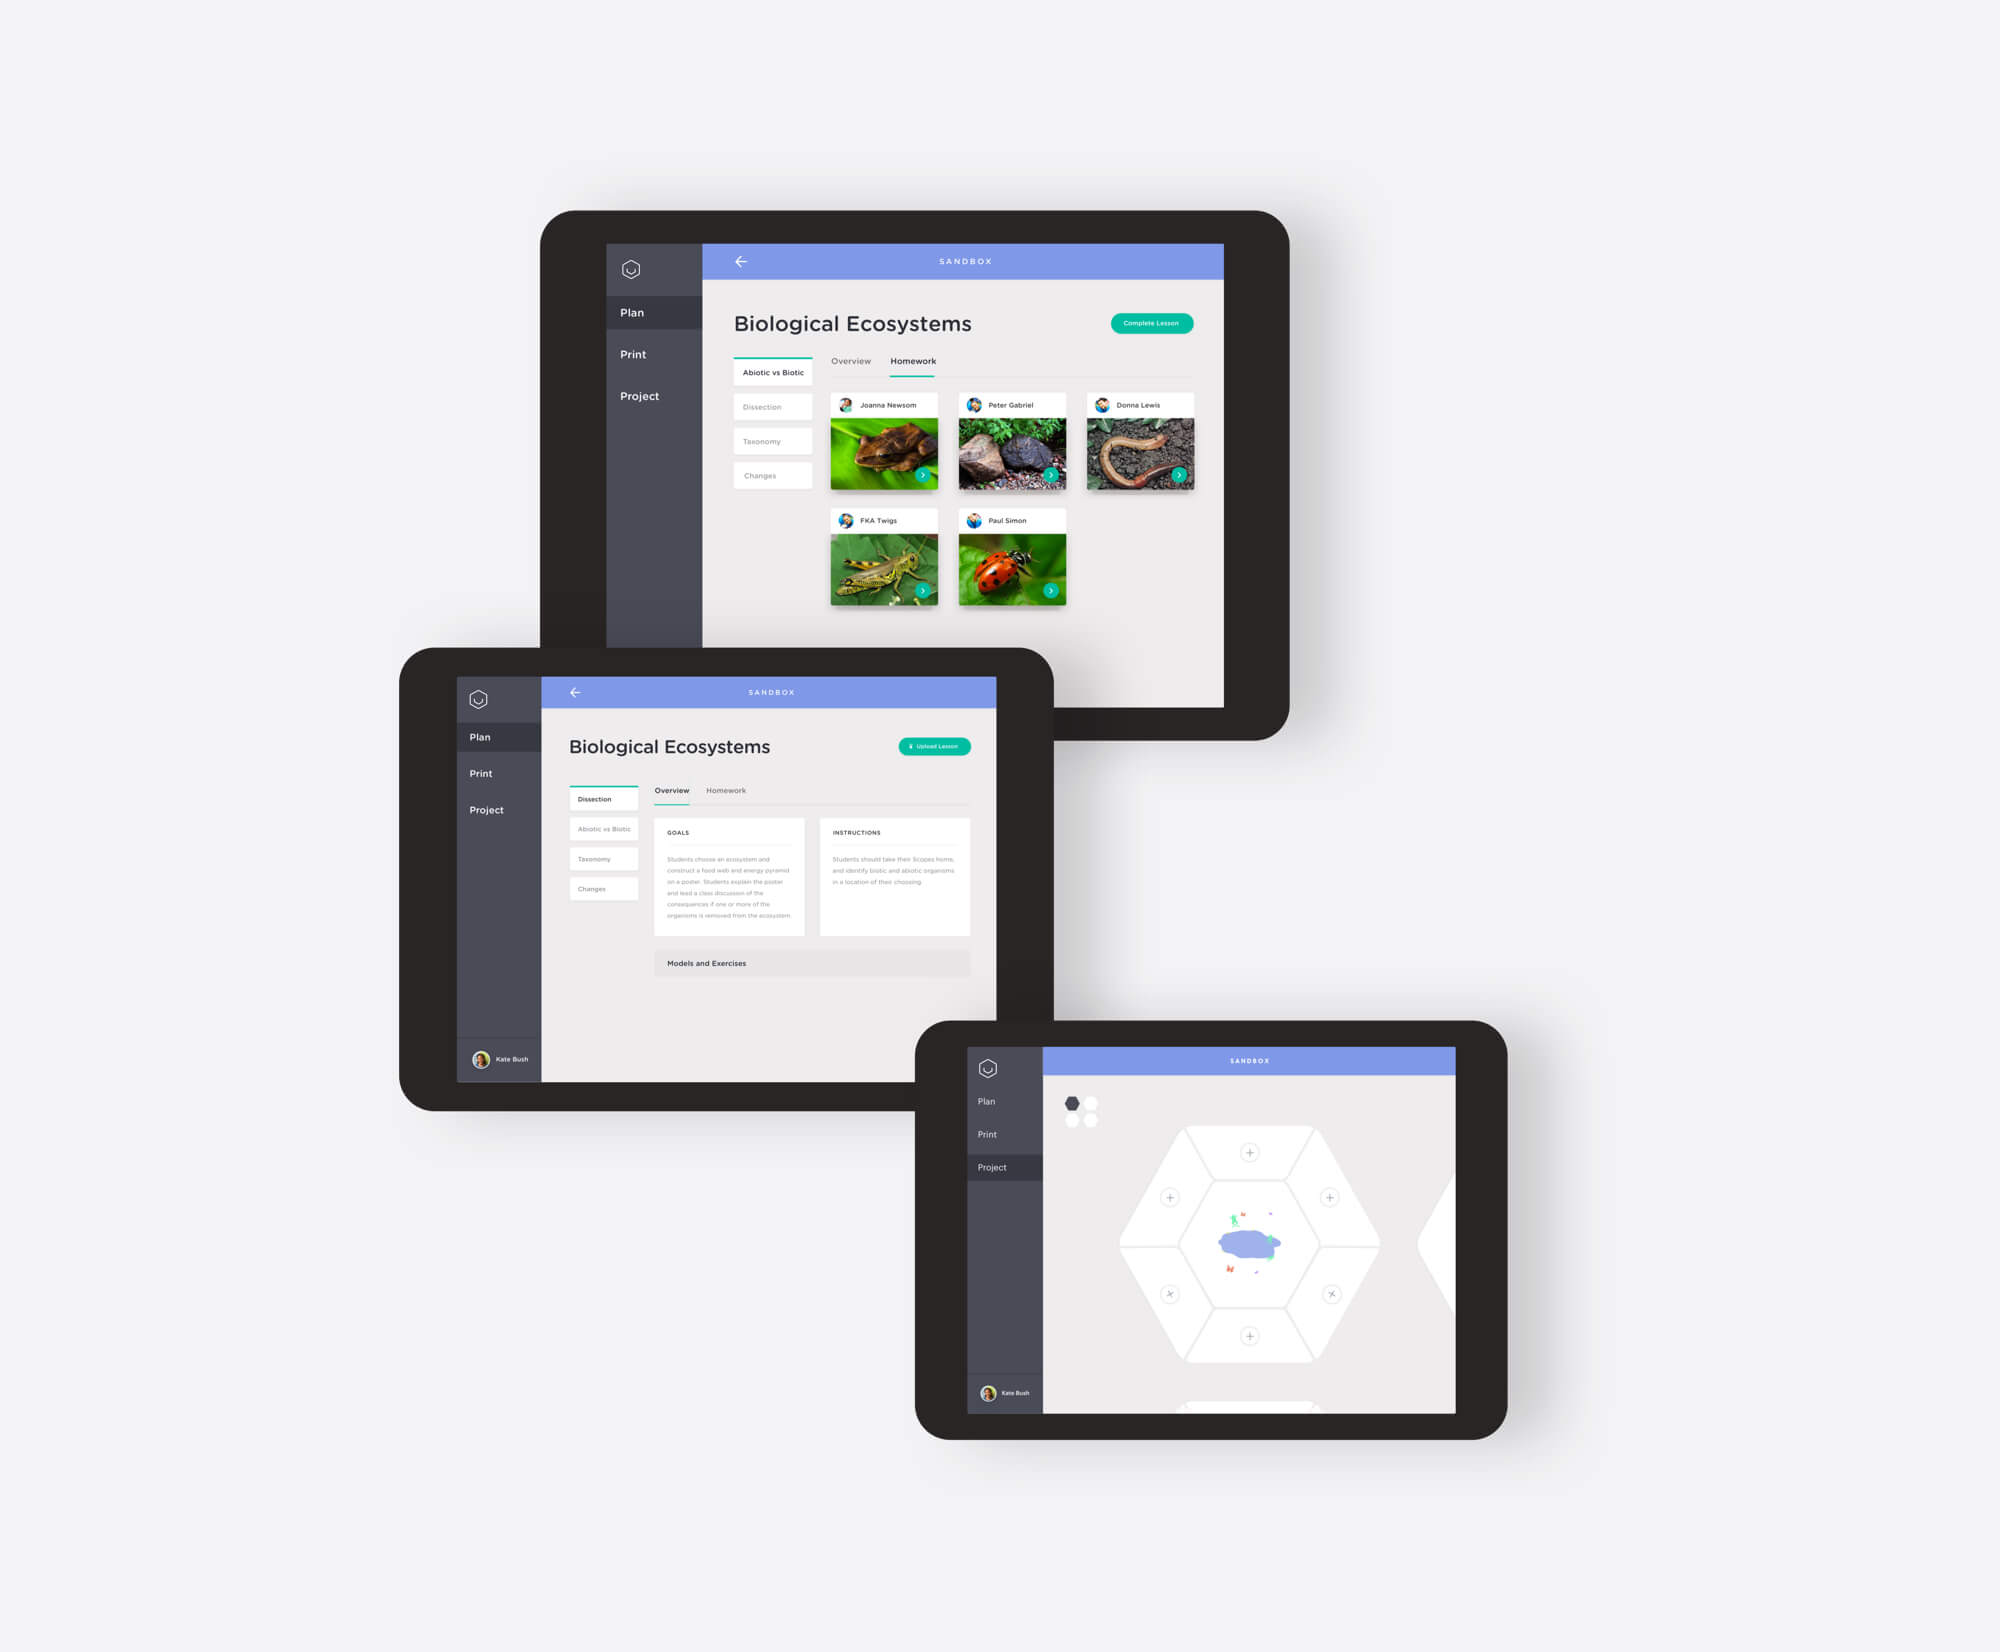 SANDBOX
Plan
Print
Project
Biological Ecosystems
Complete Lesson
Overview
Homework
Abiotic vs Biotic
Dissection
Taxonomy
Changes
Joanna Newsom
Peter Gabriel
Donna Lewis
FKA Twigs
Paul Simon
SANDBOX
Plan
Print
Project
Kate Bush
Biological Ecosystems
Upload Lesson
Overview
Homework
Dissection
Abiotic vs Biotic
Taxonomy
Changes
GOALS
Students choose an ecosystem and
construct a food web and energy pyramid
on a poster. Students explain the poster
and lead a class discussion of the
consequences if one or more of the
organisms is removed from the ecosystem
INSTRUCTIONS
Students should take their Scopes home,
and identify biotic and abiotic organisms
in a location of their choosing
Models and Exercises
SANDBOX
Plan
Print
Project
Kate Bush